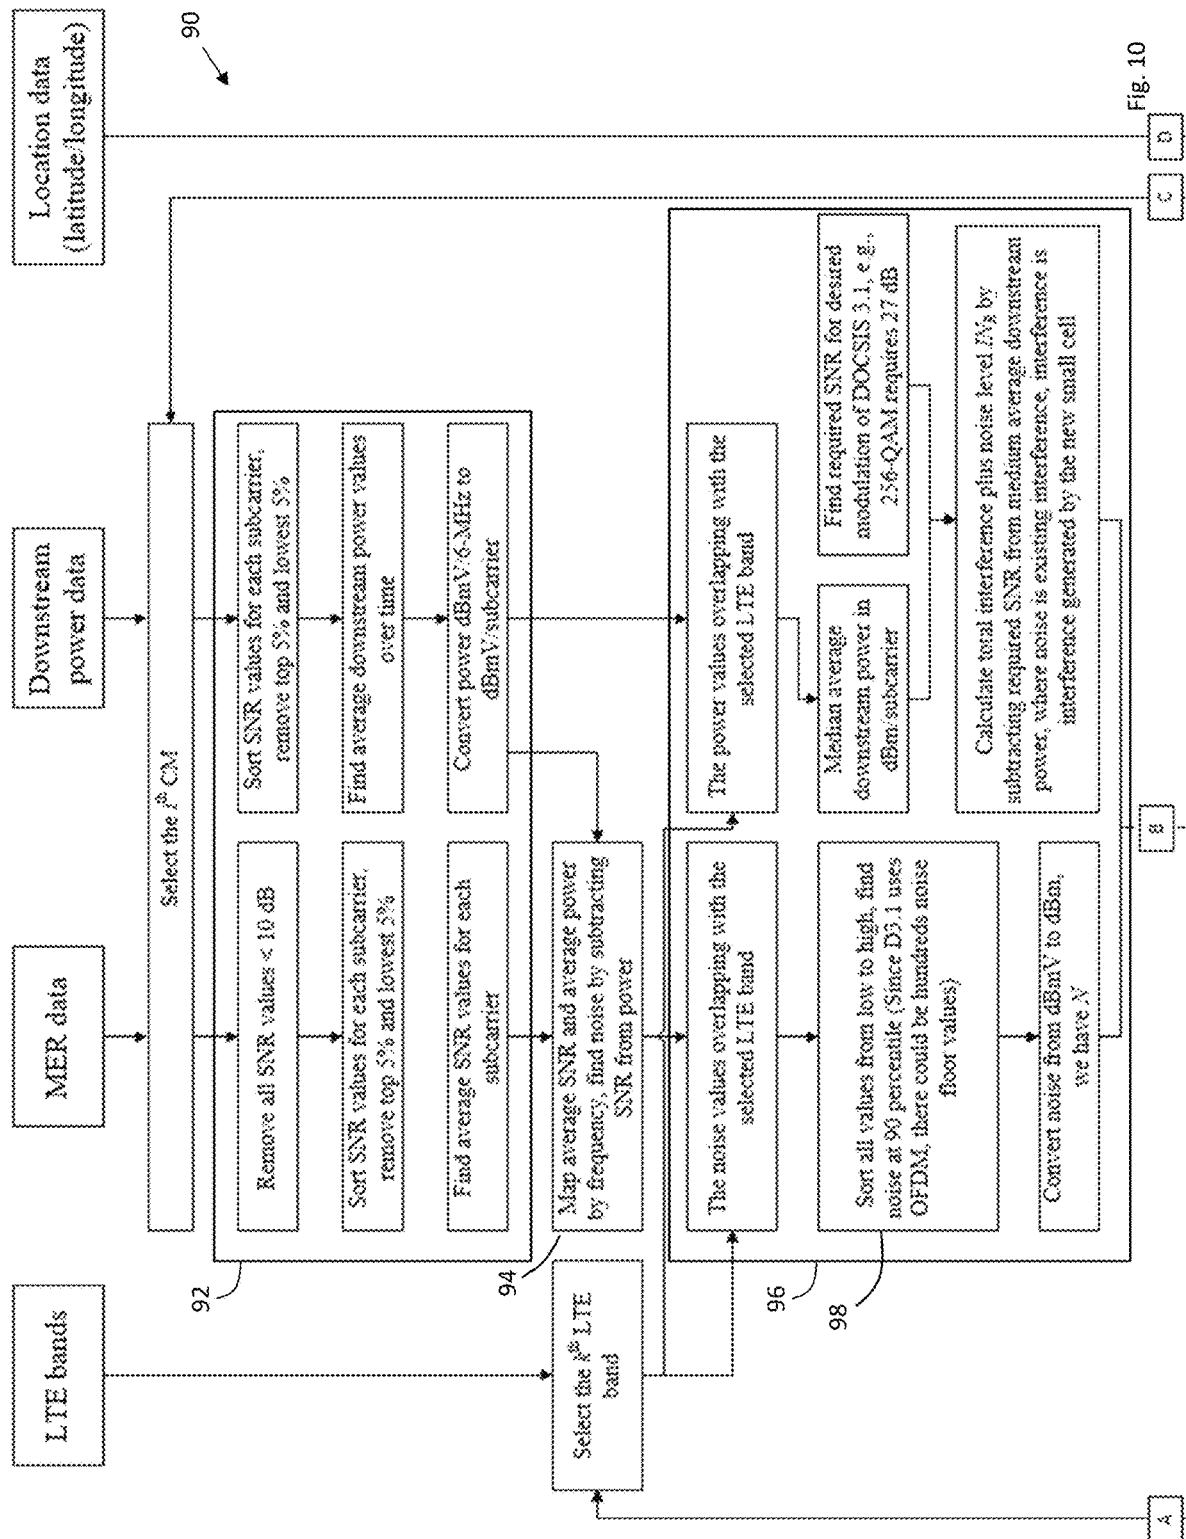 LTE bands
MER data
Downstream
power data
Location data
(latitude/longitude)
90
Select the ith CM
92
Remove all SNR values < 10 dB
Sort SNR values for each subcarrier,
remove top 5% and lowest 5%
Find average SNR values for each
subcarrier
Sort SNR values for each subcarrier,
remove top 5% and lowest 5%
Find average downstream power values
over time
Convert power dBmV/6-MHz to
dBmV/subcarrier
Select the kth LTE
band
94
Map average SNR and average power
by frequency, find noise by subtracting
SNR from power
96
The noise values overlapping with the
selected LTE band
98
Sort all values from low to high, find
noise at 90 percentile (Since D3.1 uses
OFDM, there could be hundreds noise
floor values)
Convert noise from dBmV to dBm,
we have N
The power values overlapping with the
selected LTE band
Median average
downstream power in
dBm/subcarrier
Find required SNR for desired
modulation of DOCSIS 3.1, e.g.,
256-QAM requires 27 dB
Calculate total interference plus noise level INR by
subtracting required SNR from medium average downstream
power, where noise is existing interference, interference is
interference generated by the new small cell
A
B
C
D
Fig. 10